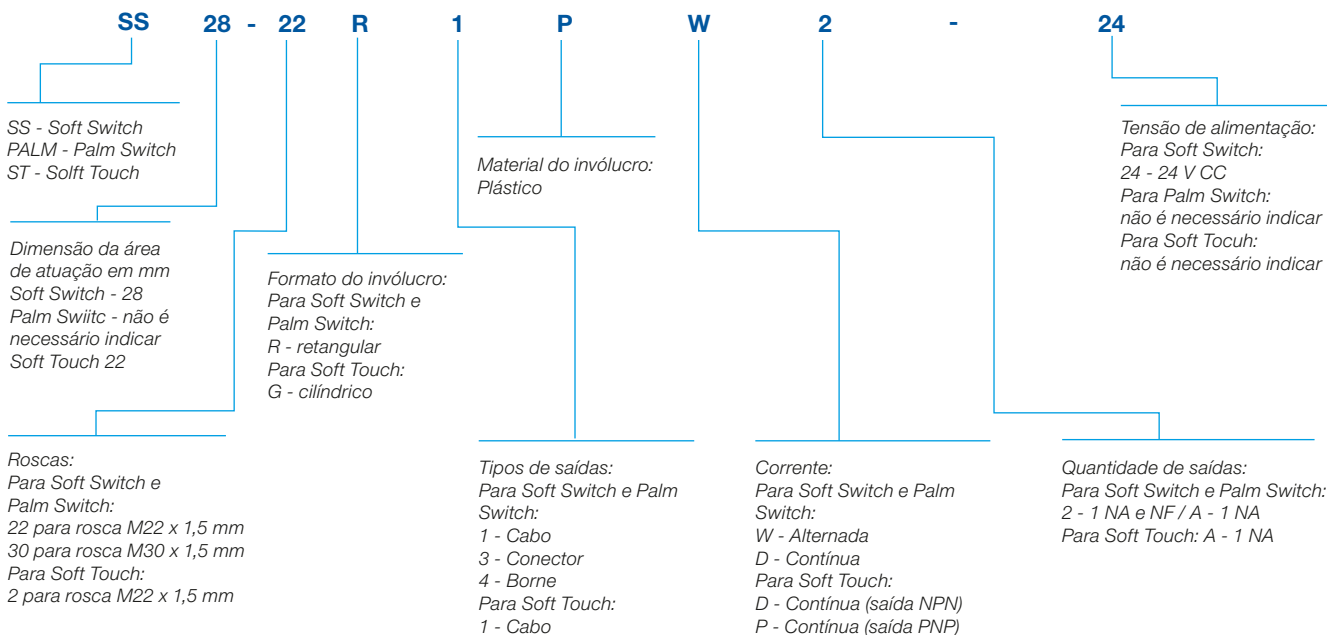 SS 28 - 22 R 1 P W 2 - 24
SS - Soft Switch
PALM - Palm Switch
ST - Solft Touch
Dimensão da área
de atuação em mm
Soft Switch - 28
Palm Swiitc - não é
necessário indicar
Soft Touch 22
Roscas:
Para Soft Switch e
Palm Switch:
22 para rosca M22 x 1,5 mm
30 para rosca M30 x 1,5 mm
Para Soft Touch:
2 para rosca M22 x 1,5 mm
Formato do invólucro:
Para Soft Switch e
Palm Switch:
R - retangular
Para Soft Touch:
G - cilíndrico
Tipos de saídas:
Para Soft Switch e Palm
Switch:
1 - Cabo
3 - Conector
4 - Borne
Para Soft Touch:
1 - Cabo
Material do invólucro:
Plástico
Corrente:
Para Soft Switch e Palm
Switch:
W - Alternada
D - Contínua
Para Soft Touch:
D - Contínua (saída NPN)
P - Contínua (saída PNP)
Quantidade de saídas:
Para Soft Switch e Palm Switch:
2 - 1 NA e NF / A - 1 NA
Para Soft Touch: A - 1 NA
Tensão de alimentação:
Para Soft Switch:
24 - 24 V CC
Para Palm Switch:
não é necessário indicar
Para Soft Tocuh:
não é necessário indicar